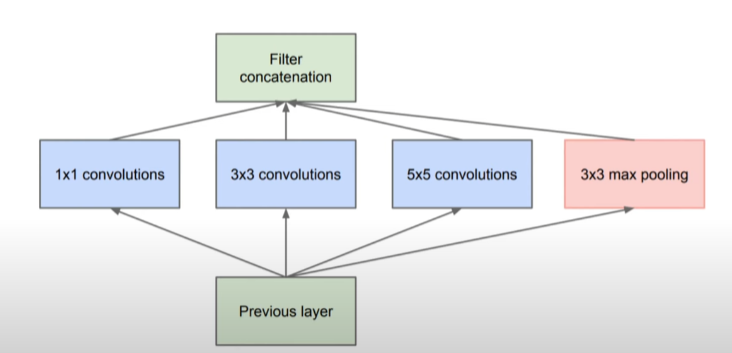 Filter
concatenation
1x1 convolutions
3x3 convolutions
5x5 convolutions
3x3 max pooling
Previous layer